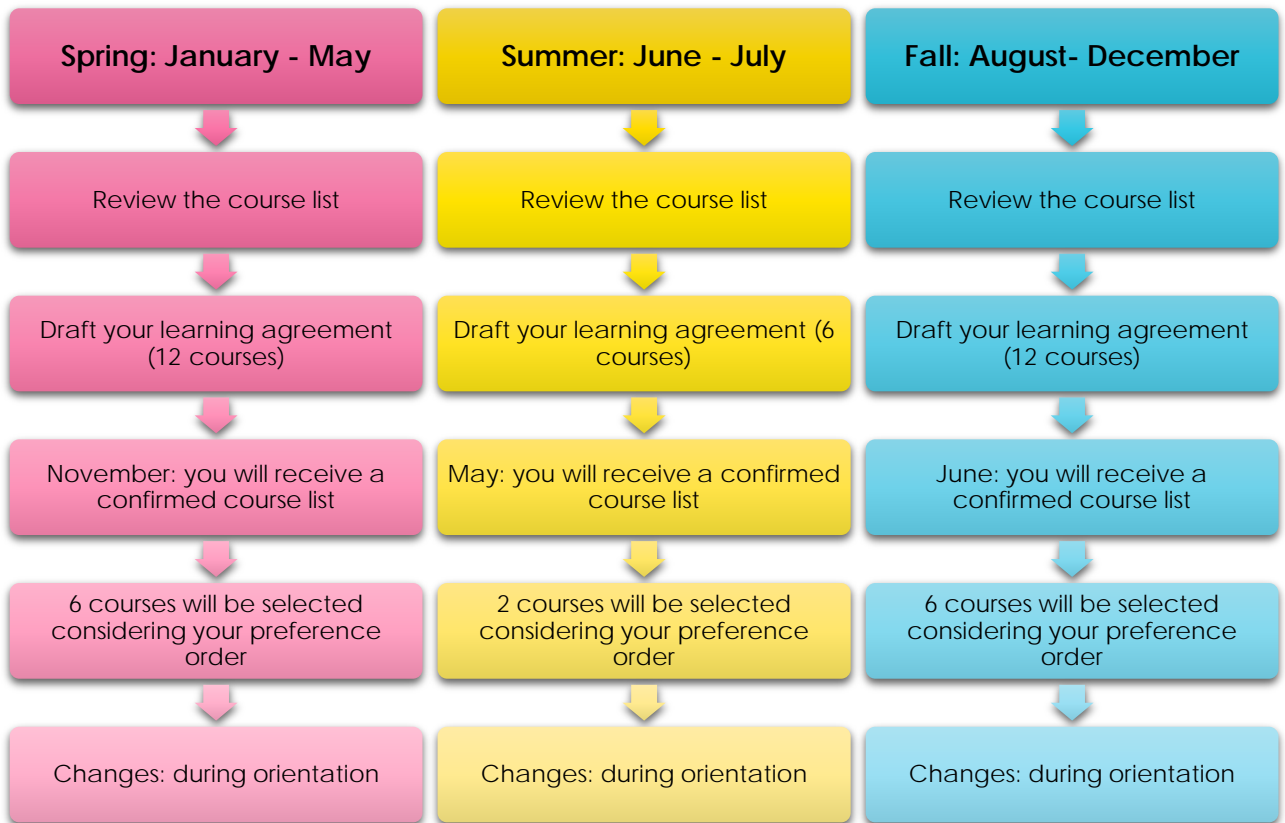 Spring: January - May
Review the course list
Draft your learning agreement
(12 courses)
November: you will receive a
confirmed course list
6 courses will be selected
considering your preference
order
Changes: during orientation
Summer: June - July
Review the course list
Draft your learning agreement (6
courses)
May: you will receive a confirmed
course list
2 courses will be selected
considering your preference
order
Changes: during orientation
Fall: August- December
Review the course list
Draft your learning agreement
(12 courses)
June: you will receive a
confirmed course list
6 courses will be selected
considering your preference
order
Changes: during orientation